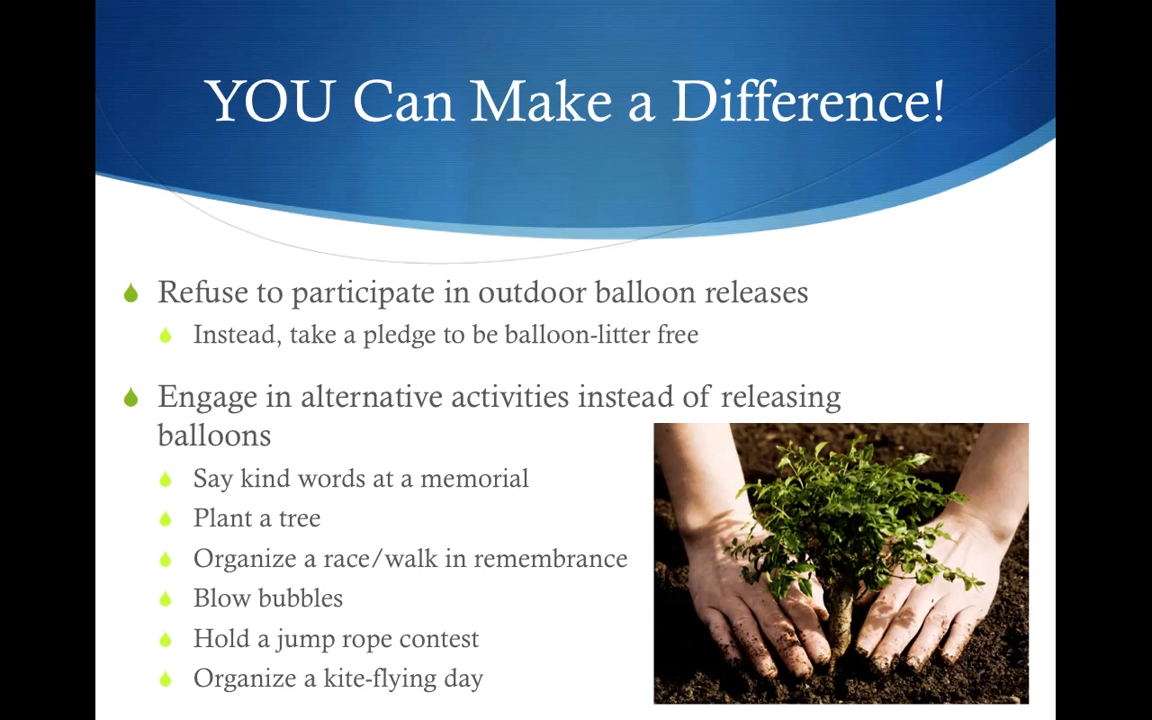 YOU Can Make a Difference!
Refuse to participate in outdoor balloon releases
Instead, take a pledge to be balloon-litter free
Engage in alternative activities instead of releasing
balloons
Say kind words at a memorial
Plant a tree
Organize a race/walk in remembrance
Blow bubbles
Hold a jump rope contest
Organize a kite-flying day